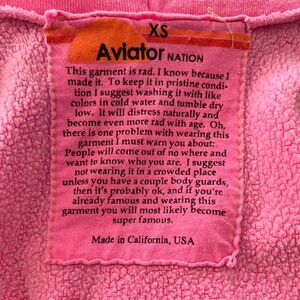 XS
Aviator NATION
This garment is rad. I know because I
made it. To keep it in pristine condi-
tion I suggest washing it with like
colors in cold water and tumble dry
low. It will distress naturally and
become even more rad with age. Oh,
there is one problem with wearing this
garment I must warn you about:
People will come out of no where and
want to know who you are. I suggest
not wearing it in a crowded place
unless you have a couple body guards,
then it's probably ok, and if you're
already famous and wearing this
garment you will most likely become
super famous.
Made in California, USA